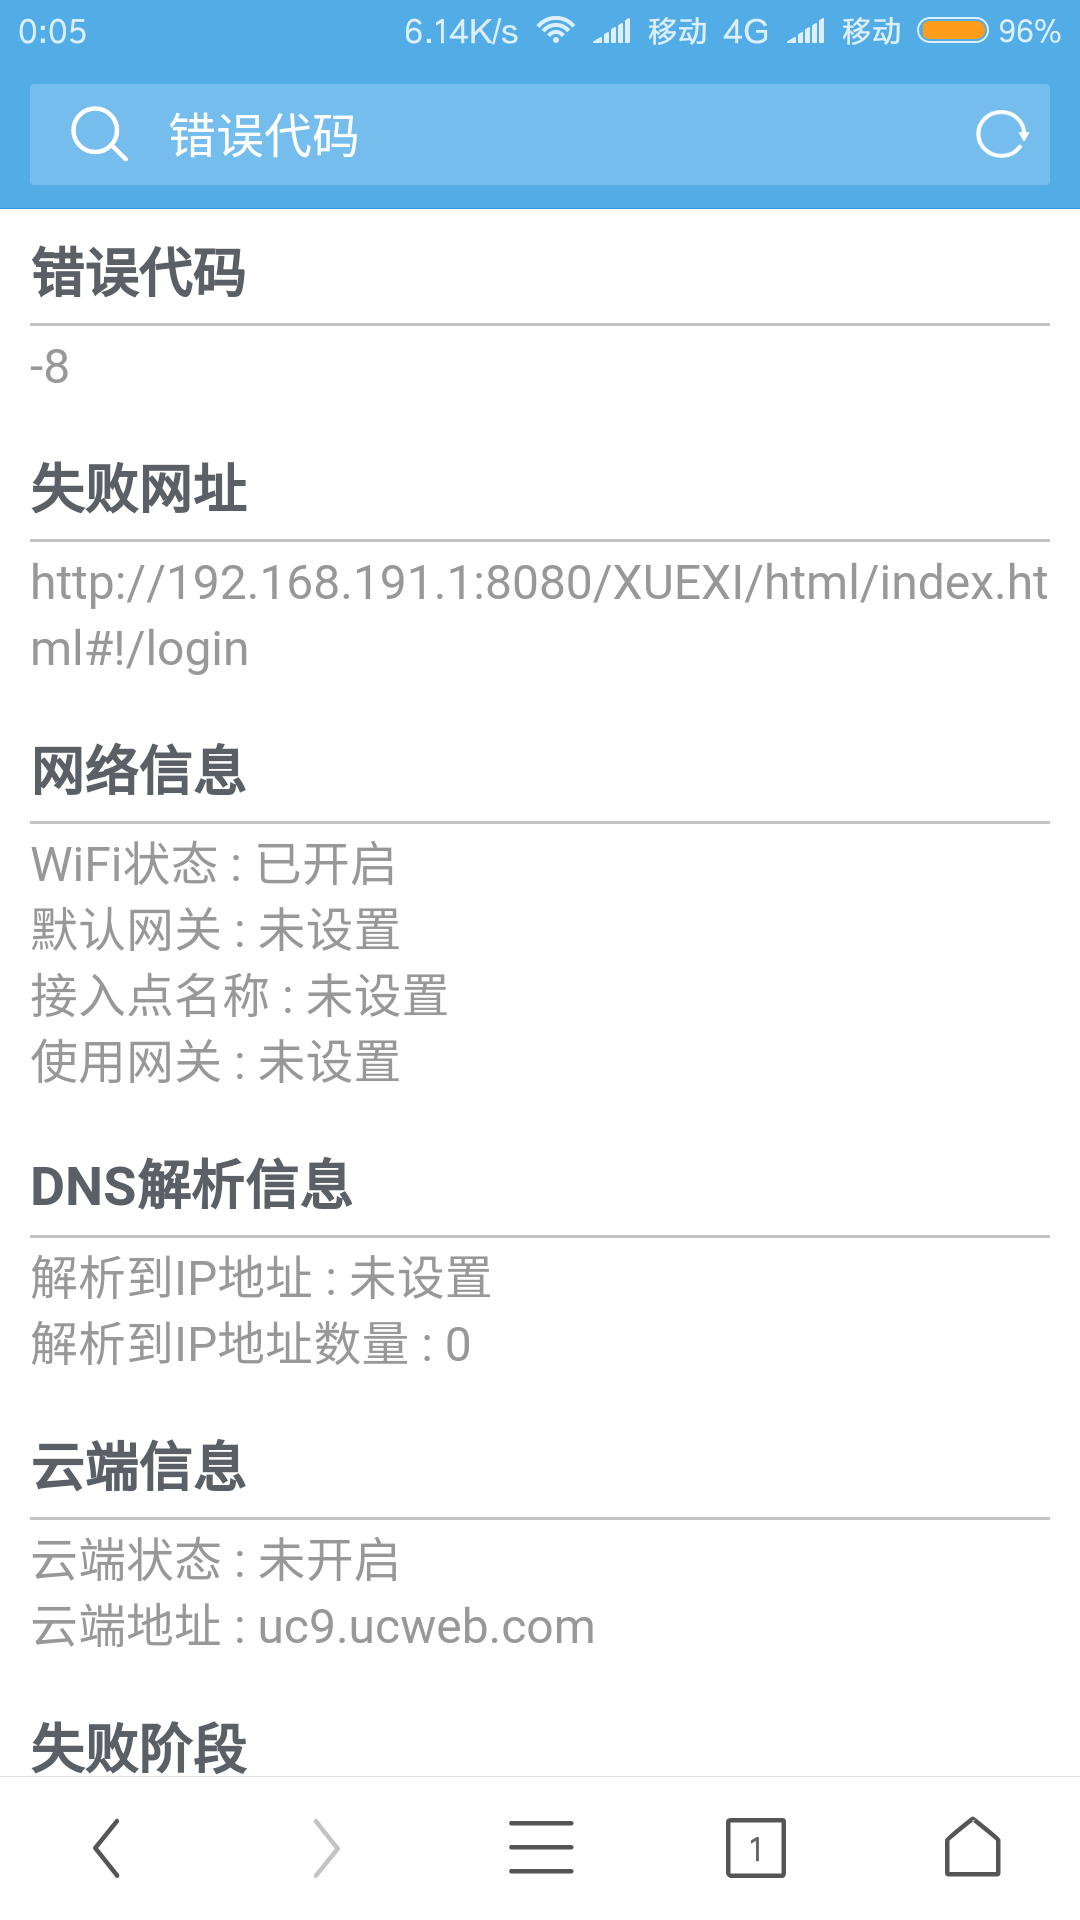 0:05 6.14K/s 移动 4G 移动 96%
错误代码
错误代码
-8
失败网址
http://192.168.191.1:8080/XUEXI/html/index.ht
ml#!/login
网络信息
WiFi状态 : 已开启
默认网关 : 未设置
接入点名称 : 未设置
使用网关 : 未设置
DNS解析信息
解析到IP地址 : 未设置
解析到IP地址数量 : 0
云端信息
云端状态 : 未开启
云端地址 : uc9.ucweb.com
失败阶段
1